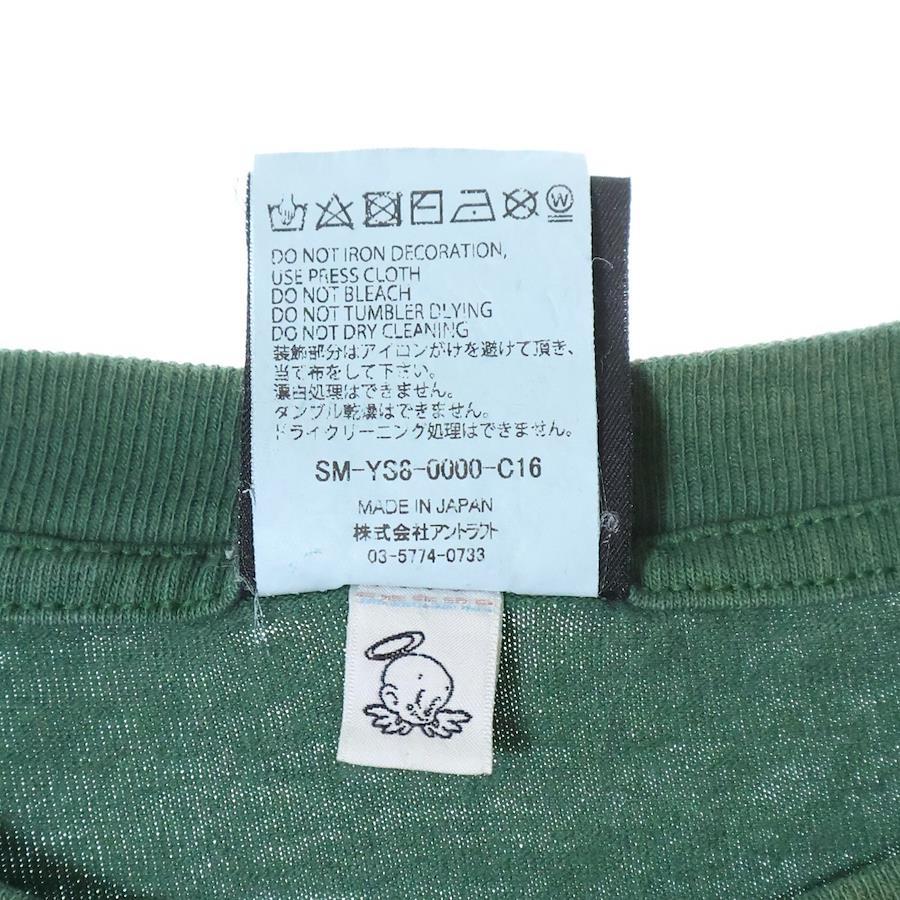 W
DO NOT IRON DECORATION,
USE PRESS CLOTH
DO NOT BLEACH
DO NOT TUMBLER DLYING
DO NOT DRY CLEANING
装飾部分はアイロンがけを避けて頂き、
当て布をして下さい。
漂白処理はできません。
タンブル乾燥はできません。
ドライクリーニング処理はできません。
SM-YS8-0000-C16
MADE IN JAPAN
株式会社アントラクト
03-5774-0733